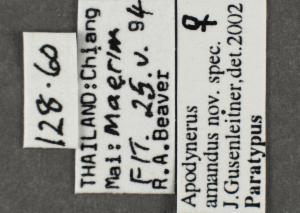 128.60
THAILAND:Chiang
Mai: Maerim
FIT. 25.v. 94
R.A. Beaver
♀
Apodynerus
amandus nov. spec.
J.Gusenleitner,det.2002
Paratypus